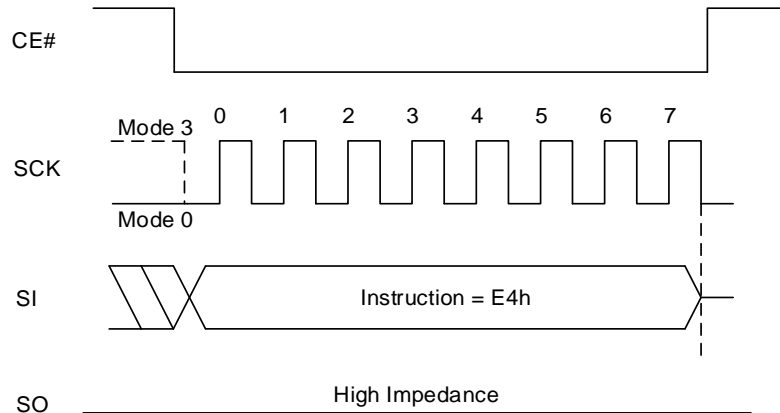 CE#
0 1 2 3 4 5 6 7
Mode 3
SCK
Mode 0
SI
Instruction = E4h
High Impedance
SO